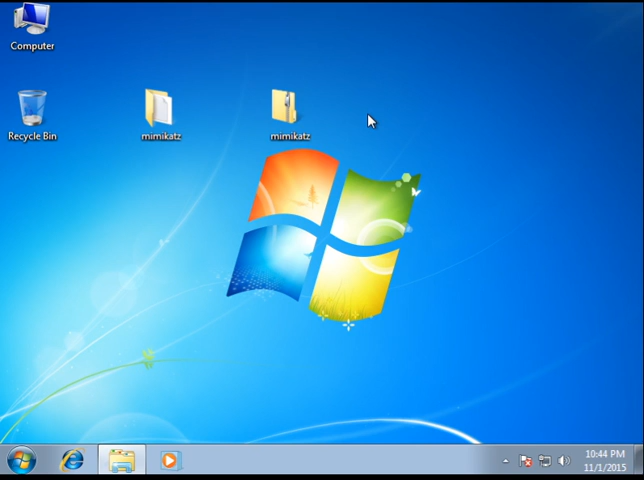 Computer
Recycle Bin
mimikatz
mimikatz
10:44 PM
11/1/2015